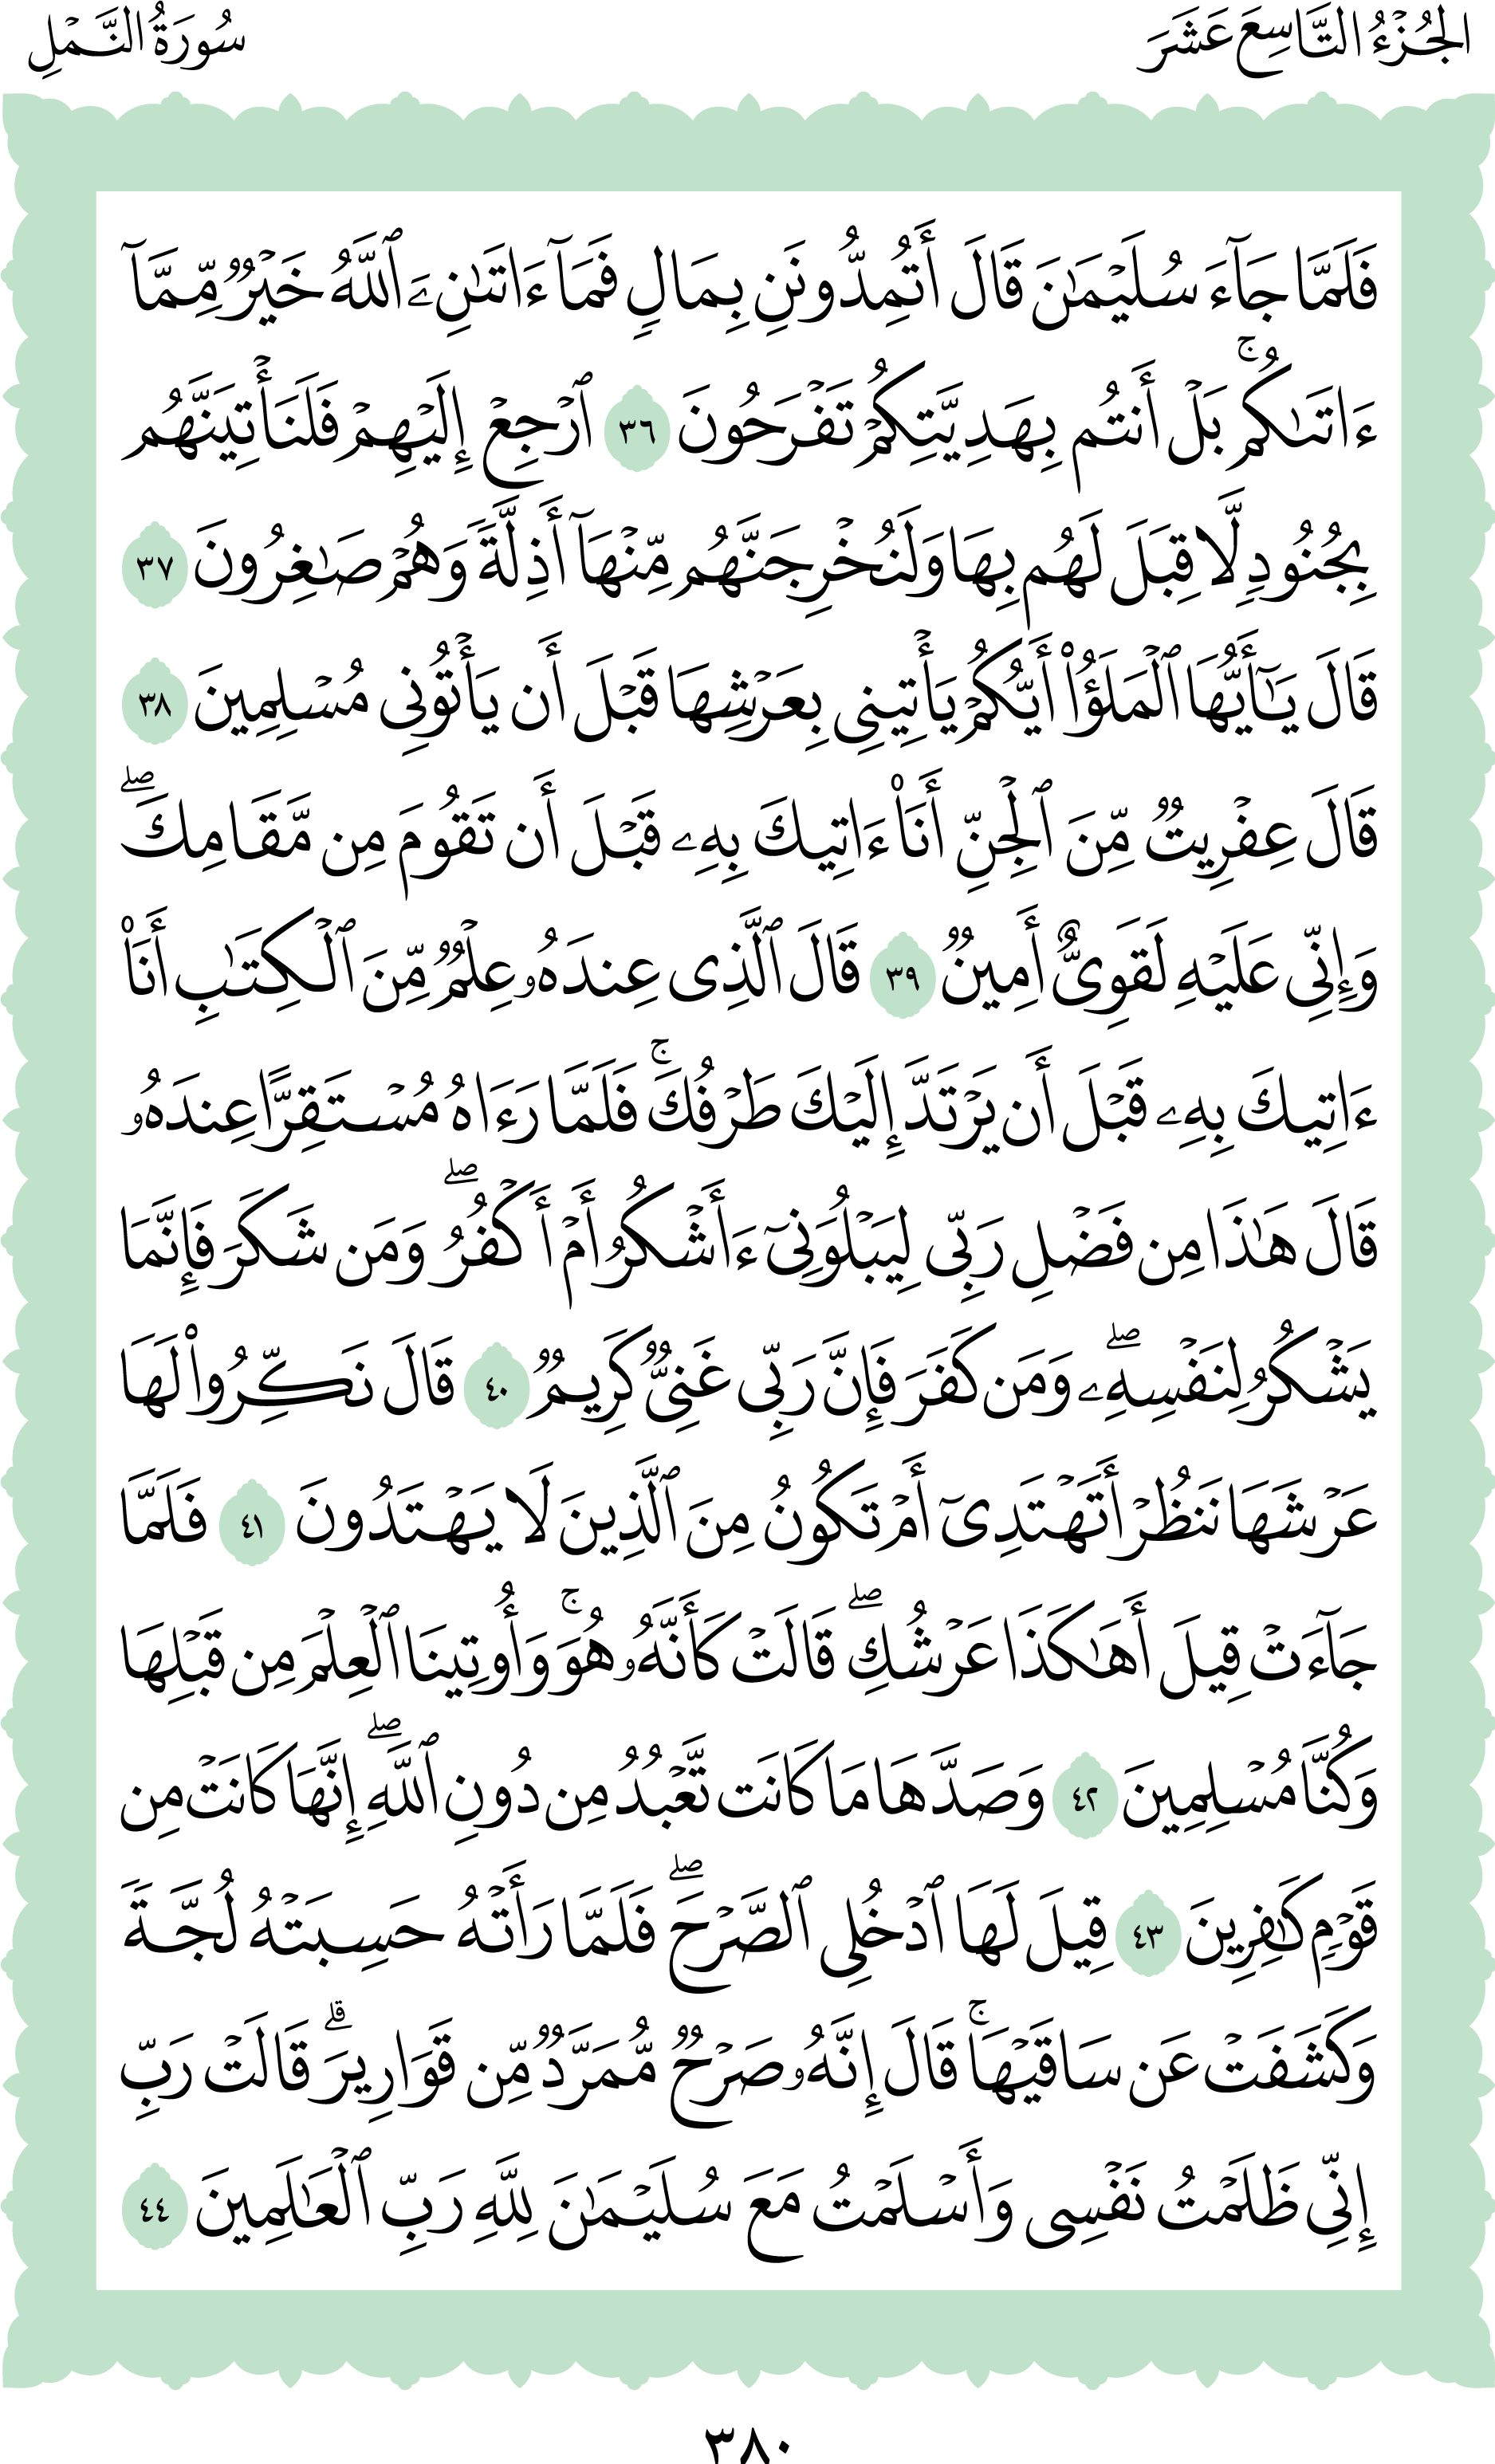 الجُزْءُ التَّاسِعَ عَشَرَ
سُورَةُ النَّمْلِ
فَلَمَّا جَآءَ سُلَيۡمَٰنَ قَالَ أَتُمِدُّونَنِ بِمَالٖ فَمَآ ءَاتَىٰنِۦَ ٱللَّهُ خَيۡرٞ مِّمَّآ
ءَاتَىٰكُمۚ بَلۡ أَنتُم بِهَدِيَّتِكُمۡ تَفۡرَحُونَ ٣٦ ٱرۡجِعۡ إِلَيۡهِمۡ فَلَنَأۡتِيَنَّهُم
بِجُنُودٖ لَّا قِبَلَ لَهُم بِهَا وَلَنُخۡرِجَنَّهُم مِّنۡهَآ أَذِلَّةٗ وَهُمۡ صَٰغِرُونَ ٣٧
قَالَ يَٰٓأَيُّهَا ٱلۡمَلَؤُاْ أَيُّكُمۡ يَأۡتِينِي بِعَرۡشِهَا قَبۡلَ أَن يَأۡتُونِي مُسۡلِمِينَ ٣٨
قَالَ عِفۡرِيتٞ مِّنَ ٱلۡجِنِّ أَنَا۠ ءَاتِيكَ بِهِۦ قَبۡلَ أَن تَقُومَ مِن مَّقَامِكَۖ
وَإِنِّي عَلَيۡهِ لَقَوِيٌّ أَمِينٞ ٣٩ قَالَ ٱلَّذِي عِندَهُۥ عِلۡمٞ مِّنَ ٱلۡكِتَٰبِ أَنَا۠
ءَاتِيكَ بِهِۦ قَبۡلَ أَن يَرۡتَدَّ إِلَيۡكَ طَرۡفُكَۚ فَلَمَّا رَءَاهُ مُسۡتَقِرًّا عِندَهُۥ
قَالَ هَٰذَا مِن فَضۡلِ رَبِّي لِيَبۡلُوَنِيٓ ءَأَشۡكُرُ أَمۡ أَكۡفُرُۖ وَمَن شَكَرَ فَإِنَّمَا
يَشۡكُرُ لِنَفۡسِهِۦۖ وَمَن كَفَرَ فَإِنَّ رَبِّي غَنِيّٞ كَرِيمٞ ٤٠ قَالَ نَكِّرُواْ لَهَا
عَرۡشَهَا نَنظُرۡ أَتَهۡتَدِيٓ أَمۡ تَكُونُ مِنَ ٱلَّذِينَ لَا يَهۡتَدُونَ ٤١ فَلَمَّا
جَآءَتۡ قِيلَ أَهَٰكَذَا عَرۡشُكِۖ قَالَتۡ كَأَنَّهُۥ هُوَۚ وَأُوتِينَا ٱلۡعِلۡمَ مِن قَبۡلِهَا
وَكُنَّا مُسۡلِمِينَ ٤٢ وَصَدَّهَا مَا كَانَت تَّعۡبُدُ مِن دُونِ ٱللَّهِۖ إِنَّهَا كَانَتۡ مِن
قَوۡمٖ كَٰفِرِينَ ٤٣ قِيلَ لَهَا ٱدۡخُلِي ٱلصَّرۡحَۖ فَلَمَّا رَأَتۡهُ حَسِبَتۡهُ لُجَّةٗ
وَكَشَفَتۡ عَن سَاقَيۡهَاۚ قَالَ إِنَّهُۥ صَرۡحٞ مُّمَرَّدٞ مِّن قَوَارِيرَۗ قَالَتۡ رَبِّ
إِنِّي ظَلَمۡتُ نَفۡسِي وَأَسۡلَمۡتُ مَعَ سُلَيۡمَٰنَ لِلَّهِ رَبِّ ٱلۡعَٰلَمِينَ ٤٤
٣٨٠